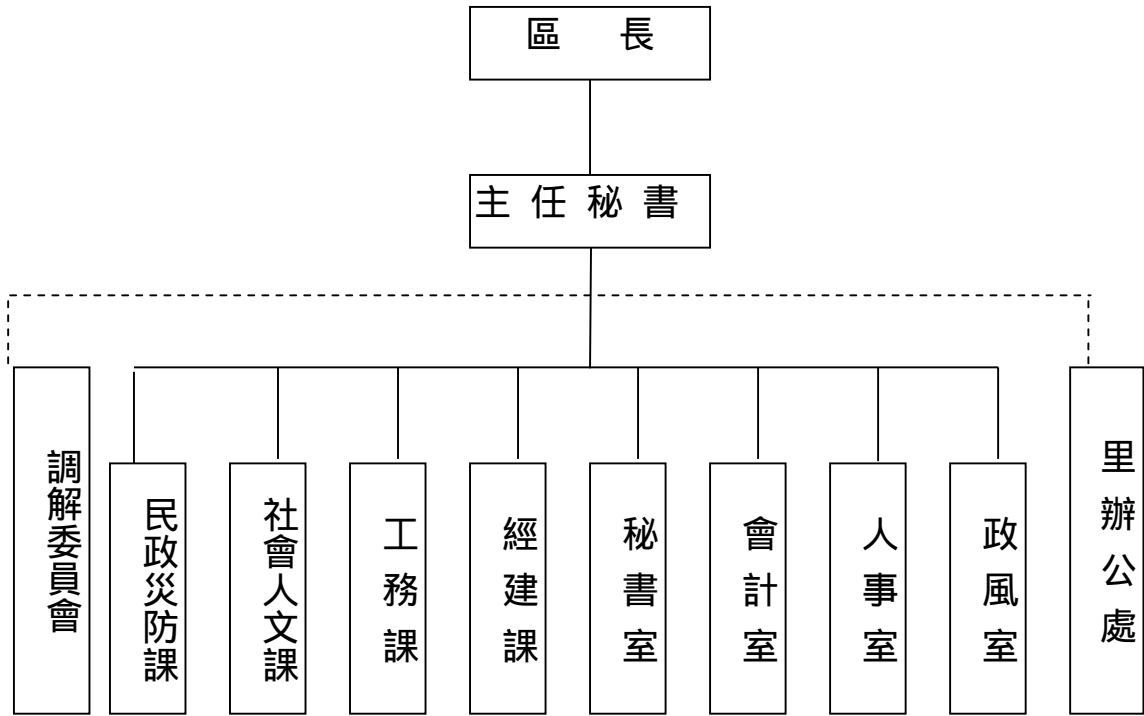 區 長
主任秘書
調解委員會
民政災防課
社會人文課
工務課
經建課
秘書室
會計室
人事室
政風室
里辦公處